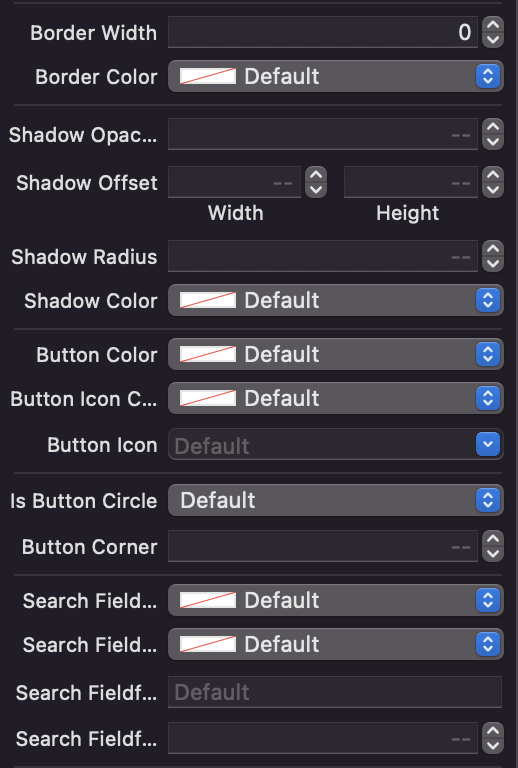 Border Width 0
Border Color Default
Shadow Opac... --
Shadow Offset -- --
Width Height
Shadow Radius --
Shadow Color Default
Button Color Default
Button Icon C... Default
Button Icon Default
Is Button Circle Default
Button Corner --
Search Field... Default
Search Field... Default
Search Fieldf... Default
Search Fieldf... --